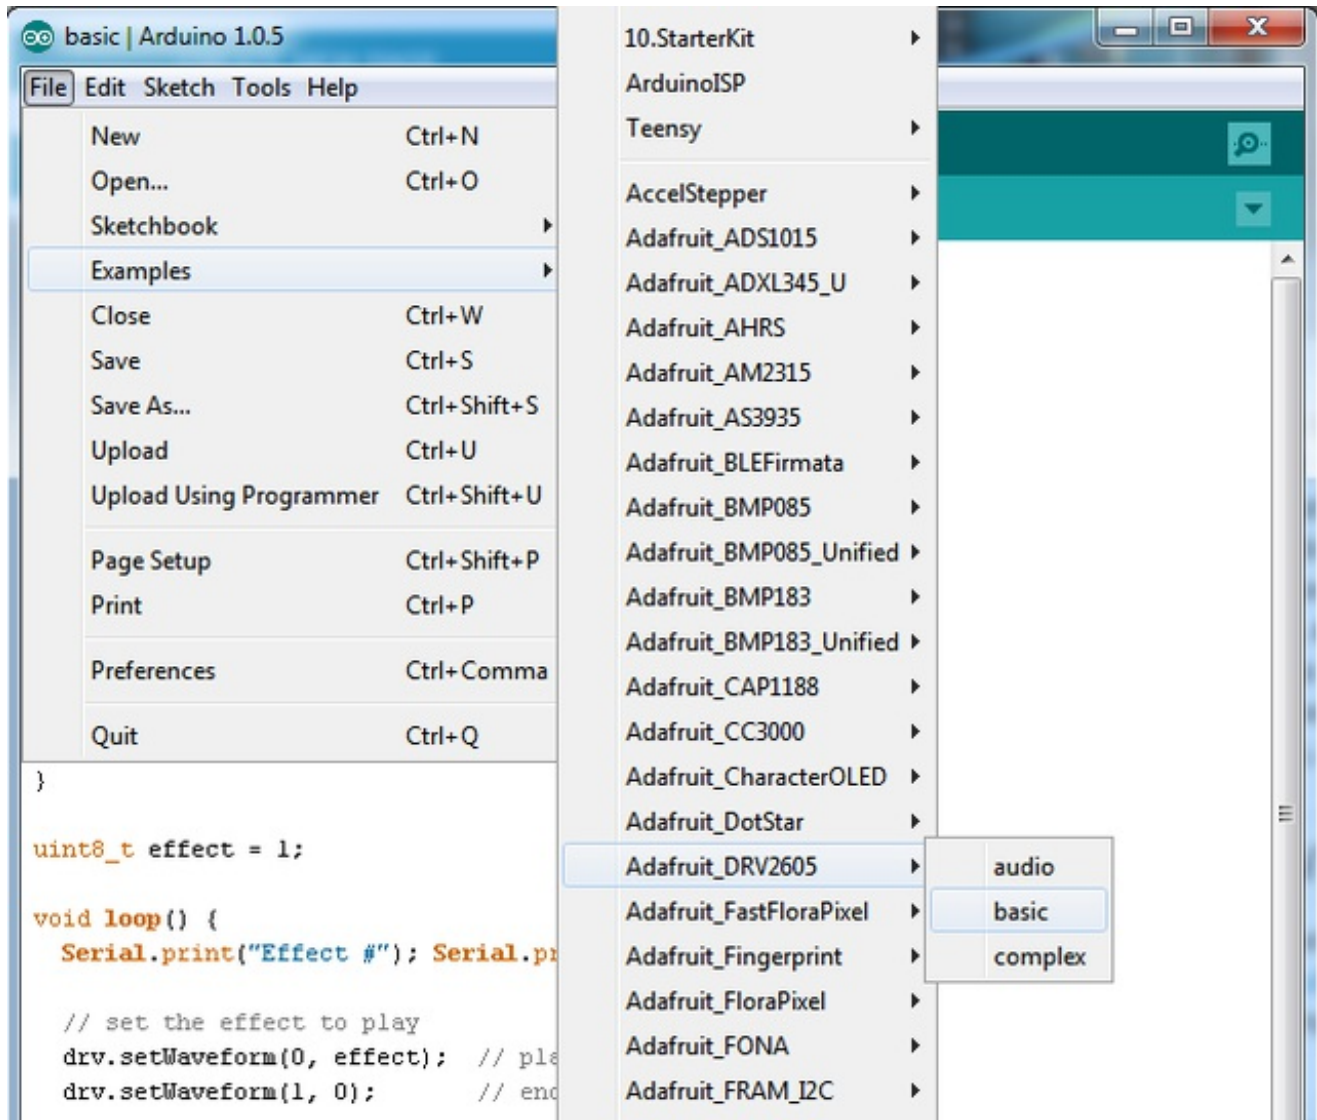 basic | Arduino 1.0.5
File Edit Sketch Tools Help
New Ctrl+N
Open... Ctrl+O
Sketchbook
Examples
Close Ctrl+W
Save Ctrl+S
Save As... Ctrl+Shift+S
Upload Ctrl+U
Upload Using Programmer Ctrl+Shift+U
Page Setup Ctrl+Shift+P
Print Ctrl+P
Preferences Ctrl+Comma
Quit Ctrl+Q
10.StarterKit
ArduinoISP
Teensy
AccelStepper
Adafruit_ADS1015
Adafruit_ADXL345_U
Adafruit_AHRS
Adafruit_AM2315
Adafruit_AS3935
Adafruit_BLEFirmata
Adafruit_BMP085
Adafruit_BMP085_Unified
Adafruit_BMP183
Adafruit_BMP183_Unified
Adafruit_CAP1188
Adafruit_CC3000
Adafruit_CharacterOLED
Adafruit_DotStar
Adafruit_DRV2605
Adafruit_FastFloraPixel
Adafruit_Fingerprint
Adafruit_FloraPixel
Adafruit_FONA
Adafruit_FRAM_I2C
audio
basic
complex
}
uint8_t effect = 1;
void loop() {
Serial.print("Effect #"); Serial.pr
// set the effect to play
drv.setWaveform(0, effect); // pla
drv.setWaveform(1, 0); // end